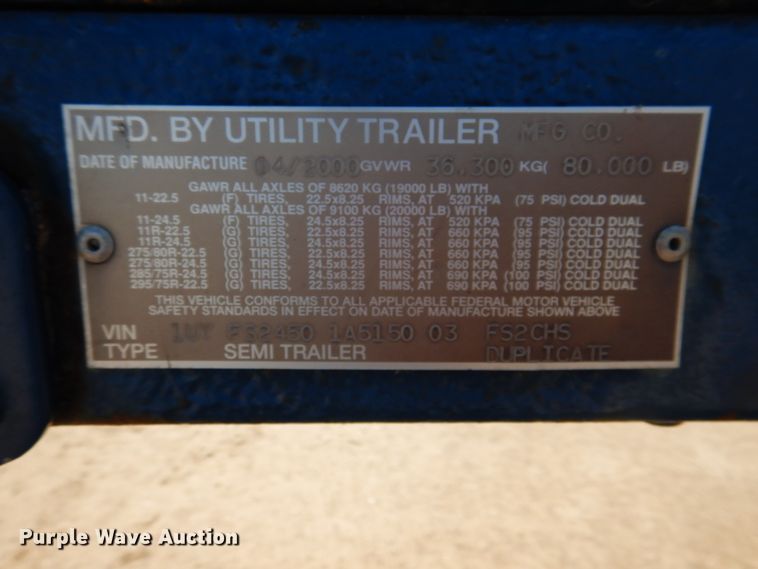 MFD. BY UTILITY TRAILER MFG CO.
DATE OF MANUFACTURE 04/2000 GVWR 36.300 KG( 80.000 LB)
GAWR ALL AXLES OF 8620 KG (19000 LB) WITH
11-22.5 (F) TIRES, 22.5x8.25 RIMS, AT 520 KPA (75 PSI) COLD DUAL
GAWR ALL AXLES OF 9100 KG (20000 LB) WITH
11-24.5 (F) TIRES, 24.5x8.25 RIMS, AT 520 KPA (75 PSI) COLD DUAL
11R-22.5 (G) TIRES, 22.5x8.25 RIMS, AT 660 KPA (95 PSI) COLD DUAL
11R-24.5 (G) TIRES, 24.5x8.25 RIMS, AT 660 KPA (95 PSI) COLD DUAL
275/80R-22.5 (G) TIRES, 22.5x8.25 RIMS, AT 660 KPA (95 PSI) COLD DUAL
275/80R-24.5 (G) TIRES, 24.5x8.25 RIMS, AT 660 KPA (95 PSI) COLD DUAL
285/75R-24.5 (G) TIRES, 24.5x8.25 RIMS, AT 690 KPA (100 PSI) COLD DUAL
295/75R-22.5 (G) TIRES, 22.5x8.25 RIMS, AT 690 KPA (100 PSI) COLD DUAL
THIS VEHICLE CONFORMS TO ALL APPLICABLE FEDERAL MOTOR VEHICLE
SAFETY STANDARDS IN EFFECT ON DATE OF MANUFACTURE SHOWN ABOVE
VIN 1UY FS2450 1A5150 03 FS2CHS
TYPE SEMI TRAILER DUPLICATE
Purple Wave Auction